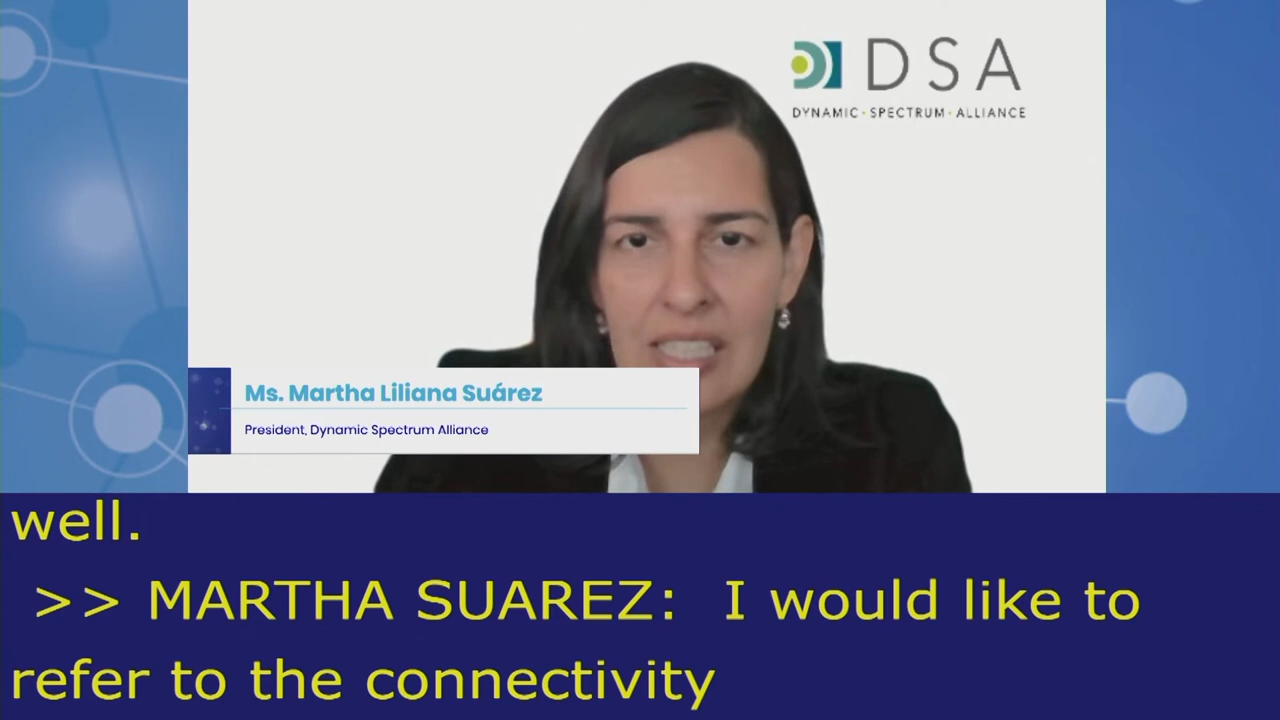 DSA
DYNAMIC · SPECTRUM · ALLIANCE
Ms. Martha Liliana Suárez
President, Dynamic Spectrum Alliance
well.
>> MARTHA SUAREZ: I would like to
refer to the connectivity